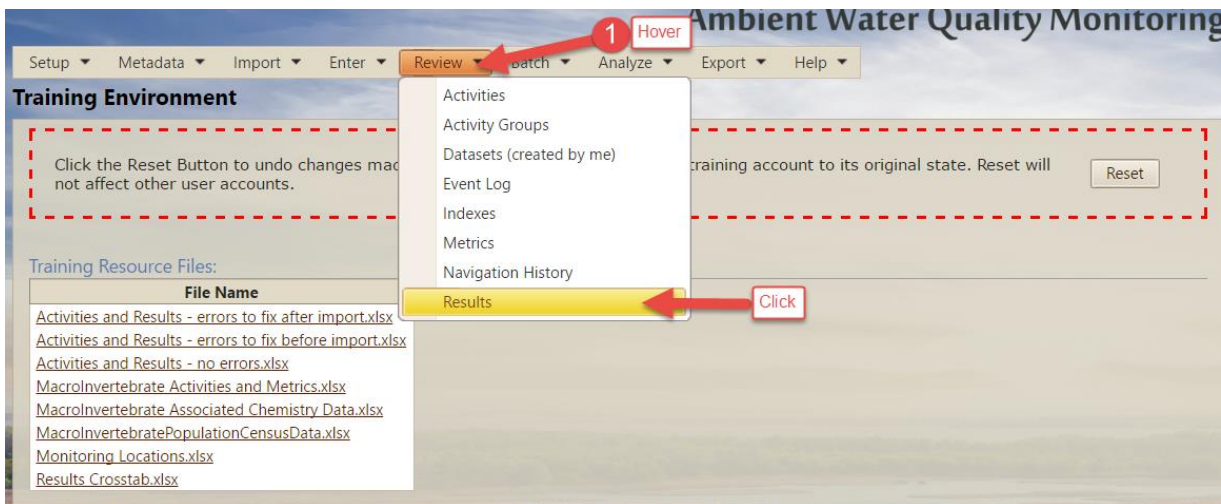 Ambient Water Quality Monitoring
1 Hover
Setup Metadata Import Enter Review Batch Analyze Export Help
Training Environment
Activities
Activity Groups
Datasets (created by me)
Event Log
Indexes
Metrics
Navigation History
Results
Click
Click the Reset Button to undo changes mac training account to its original state. Reset will
not affect other user accounts.
Reset
Training Resource Files:
File Name
Activities and Results - errors to fix after import.xlsx
Activities and Results - errors to fix before import.xlsx
Activities and Results - no errors.xlsx
MacroInvertebrate Activities and Metrics.xlsx
MacroInvertebrate Associated Chemistry Data.xlsx
MacroInvertebratePopulationCensusData.xlsx
Monitoring Locations.xlsx
Results Crosstab.xlsx